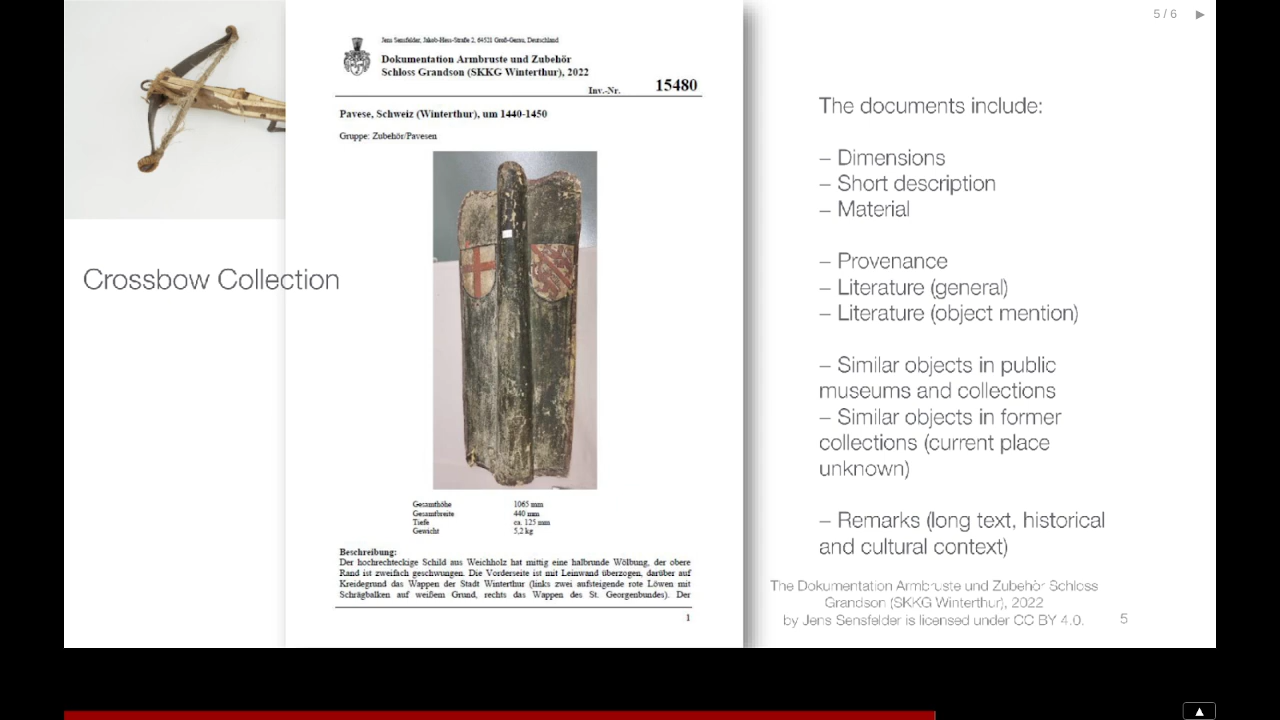 5 / 6
Jens Sensfelder, Jakob-Hess-Straße 2, 64521 Groß-Gerau, Deutschland
Dokumentation Armbruste und Zubehör
Schloss Grandson (SKKG Winterthur), 2022
Inv.-Nr. 15480
Pavese, Schweiz (Winterthur), um 1440-1450
Gruppe: Zubehör/Pavesen
Crossbow Collection
Gesamthöhe 1065 mm
Gesamtbreite 440 mm
Tiefe ca. 125 mm
Gewicht 5,2 kg
Beschreibung:
Der hochrechteckige Schild aus Weichholz hat mittig eine halbrunde Wölbung, der obere
Rand ist zweifach geschwungen. Die Vorderseite ist mit Leinwand überzogen, darüber auf
Kreidegrund das Wappen der Stadt Winterthur (links zwei aufsteigende rote Löwen mit
Schrägbalken auf weißem Grund, rechts das Wappen des St. Georgenbundes). Der
1
The documents include:
– Dimensions
– Short description
– Material
– Provenance
– Literature (general)
– Literature (object mention)
– Similar objects in public
museums and collections
– Similar objects in former
collections (current place
unknown)
– Remarks (long text, historical
and cultural context)
The Dokumentation Armbruste und Zubehör Schloss
Grandson (SKKG Winterthur), 2022
by Jens Sensfelder is licensed under CC BY 4.0.
5